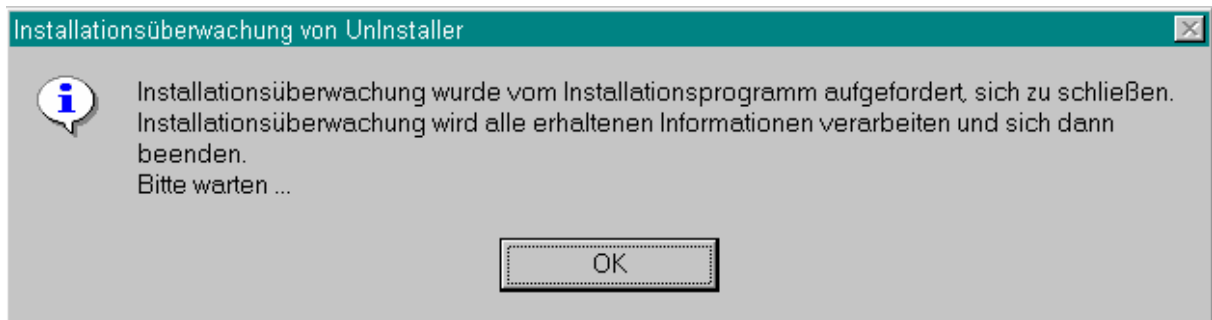 Installationsüberwachung von UnInstaller
Installationsüberwachung wurde vom Installationsprogramm aufgefordert, sich zu schließen.
Installationsüberwachung wird alle erhaltenen Informationen verarbeiten und sich dann
beenden.
Bitte warten ...
OK